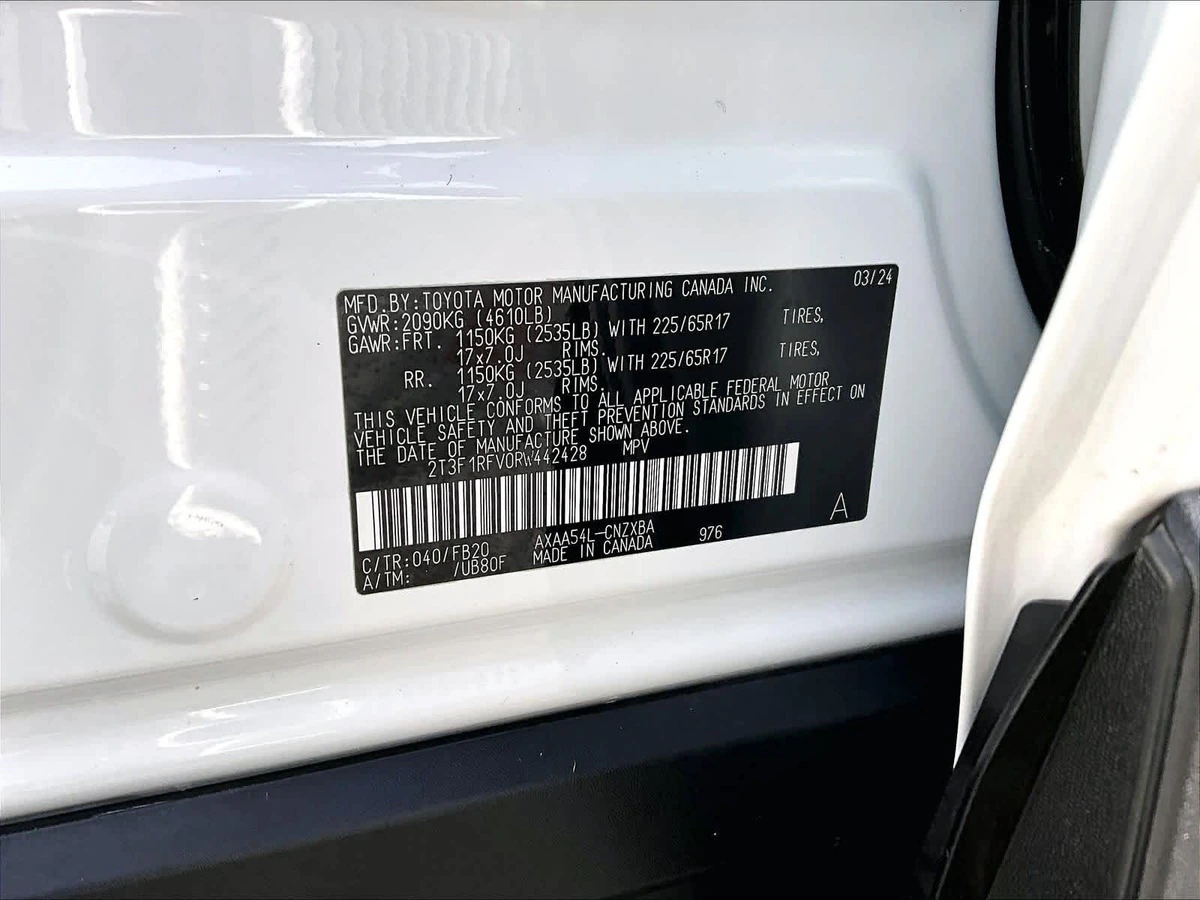 MFD.BY:TOYOTA MOTOR MANUFACTURING CANADA INC. 03/24
GVWR:2090KG (4610LB)
GAWR:FRT. 1150KG (2535LB) WITH 225/65R17 TIRES,
17x7.0J RIMS.
RR. 1150KG (2535LB) WITH 225/65R17 TIRES,
17x7.0J RIMS.
THIS VEHICLE CONFORMS TO ALL APPLICABLE FEDERAL MOTOR
VEHICLE SAFETY AND THEFT PREVENTION STANDARDS IN EFFECT ON
THE DATE OF MANUFACTURE SHOWN ABOVE.
2T3F1RFV0RW442428 MPV
A
C/TR:040/FB20 AXAA54L-CNZXBA 976
A/TM: /UB80F MADE IN CANADA